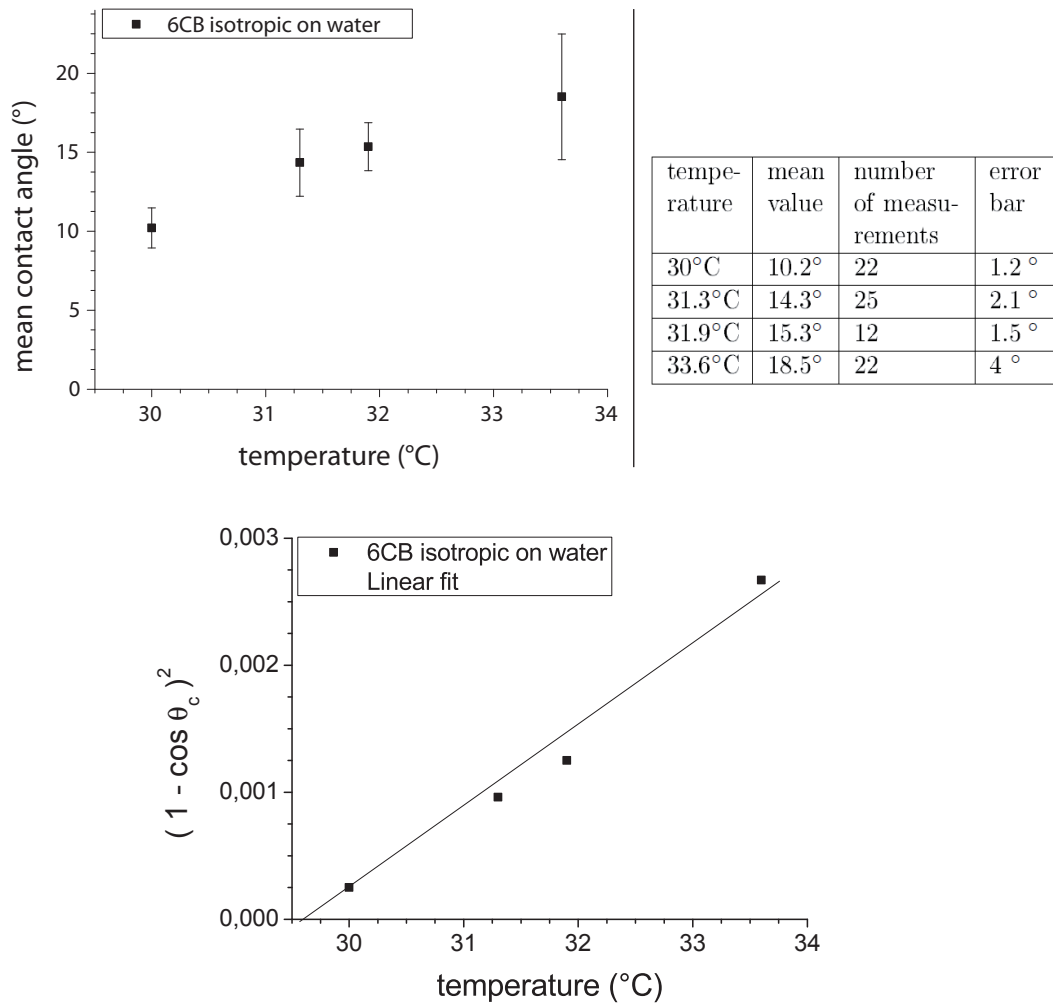 6CB isotropic on water
20
15
10
5
0
mean contact angle (°)
30 31 32 33 34
temperature (°C)
tempe- mean number error
rature value of measu- bar
rements
30°C 10.2° 22 1.2 °
31.3°C 14.3° 25 2.1 °
31.9°C 15.3° 12 1.5 °
33.6°C 18.5° 22 4 °
0,003
6CB isotropic on water
Linear fit
0,002
0,001
0,000
( 1 - cos θ_c )²
30 31 32 33 34
temperature (°C)